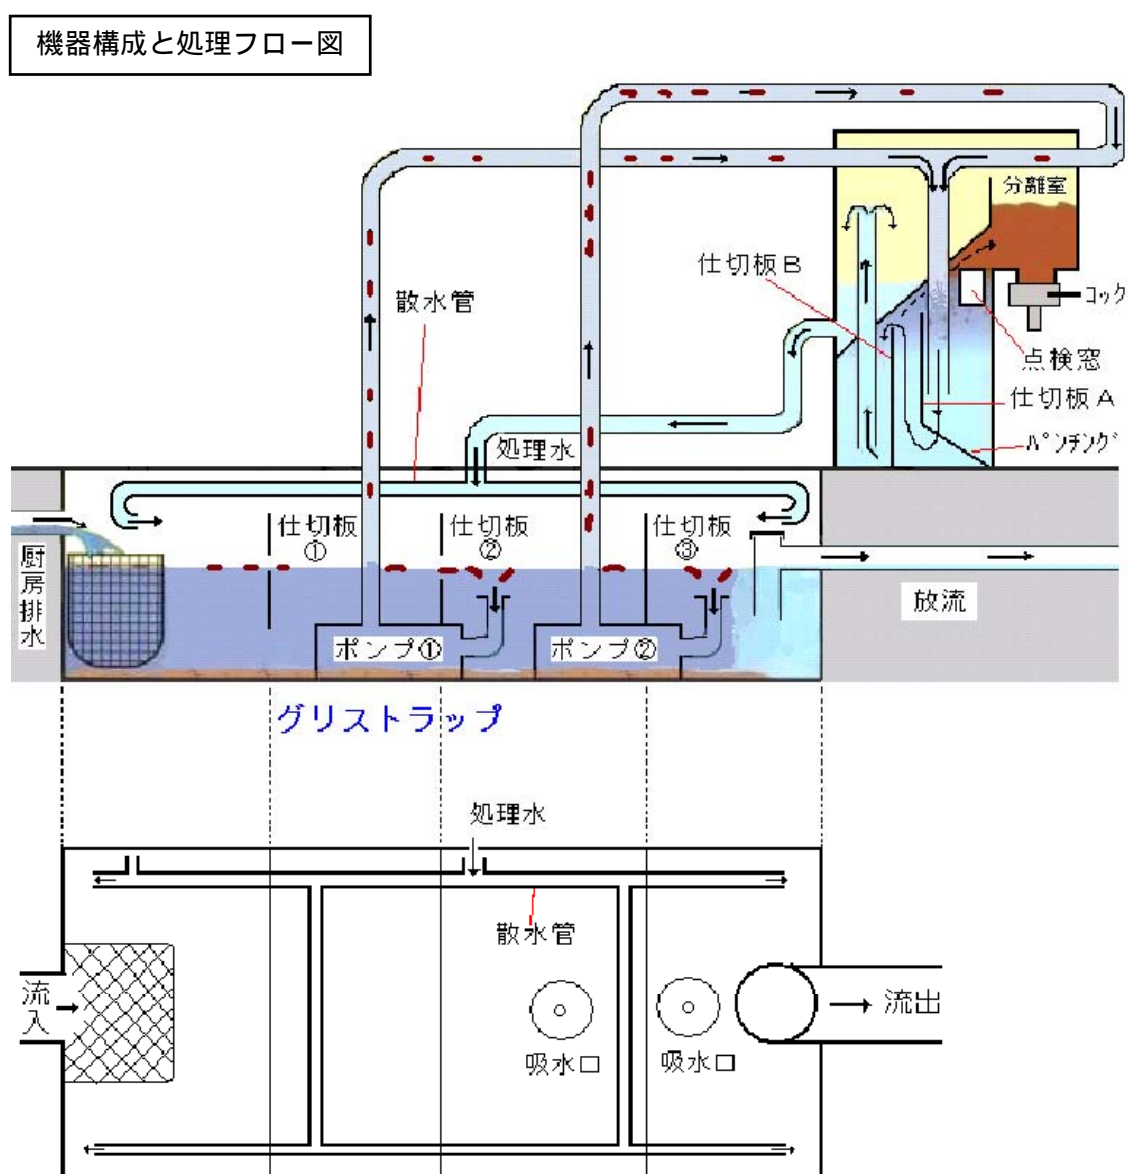 機器構成と処理フロー図
分離室
仕切板B
散水管
コック
点検窓
仕切板A
パンチング
処理水
仕切板
①
仕切板
②
仕切板
③
厨房排水
ポンプ①
ポンプ②
放流
グリストラップ
処理水
散水管
流入
流出
吸水口
吸水口